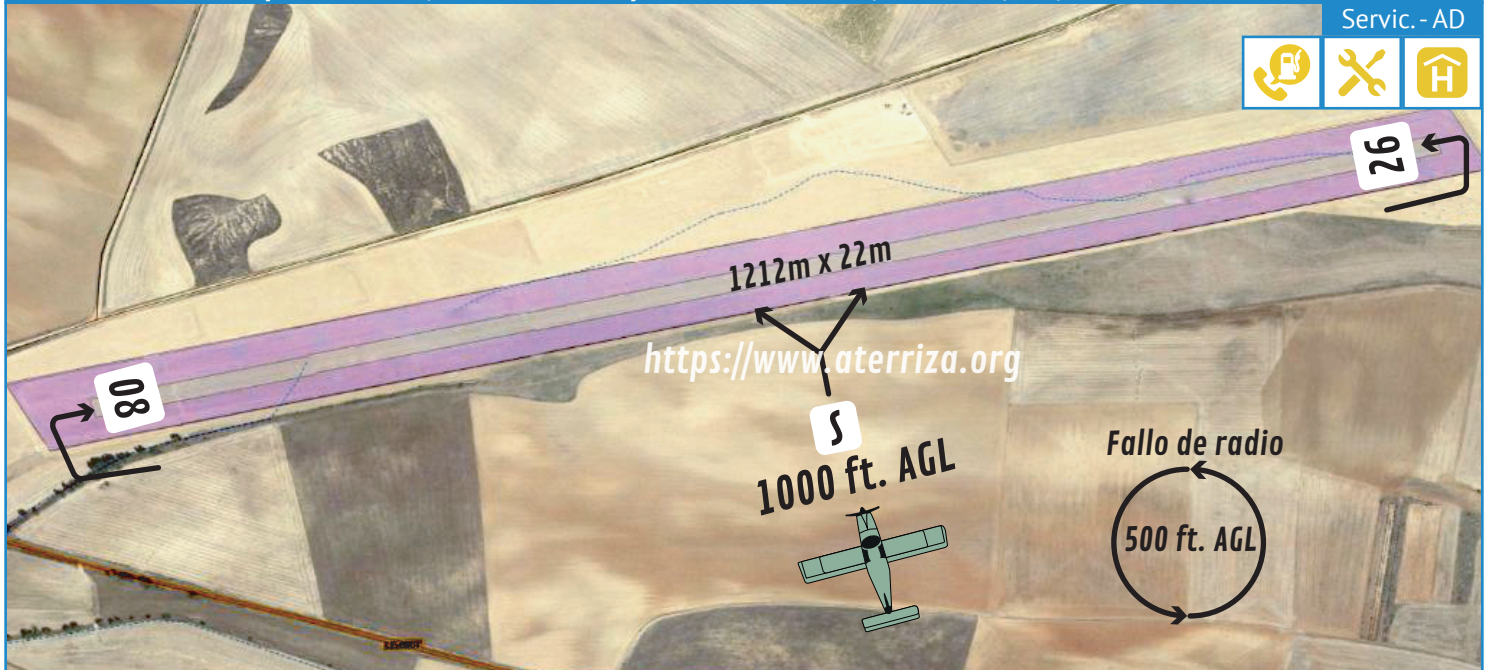 Servic. - AD
H
26
1212m x 22m
https://www.aterriza.org
08
S
1000 ft. AGL
Fallo de radio
500 ft. AGL